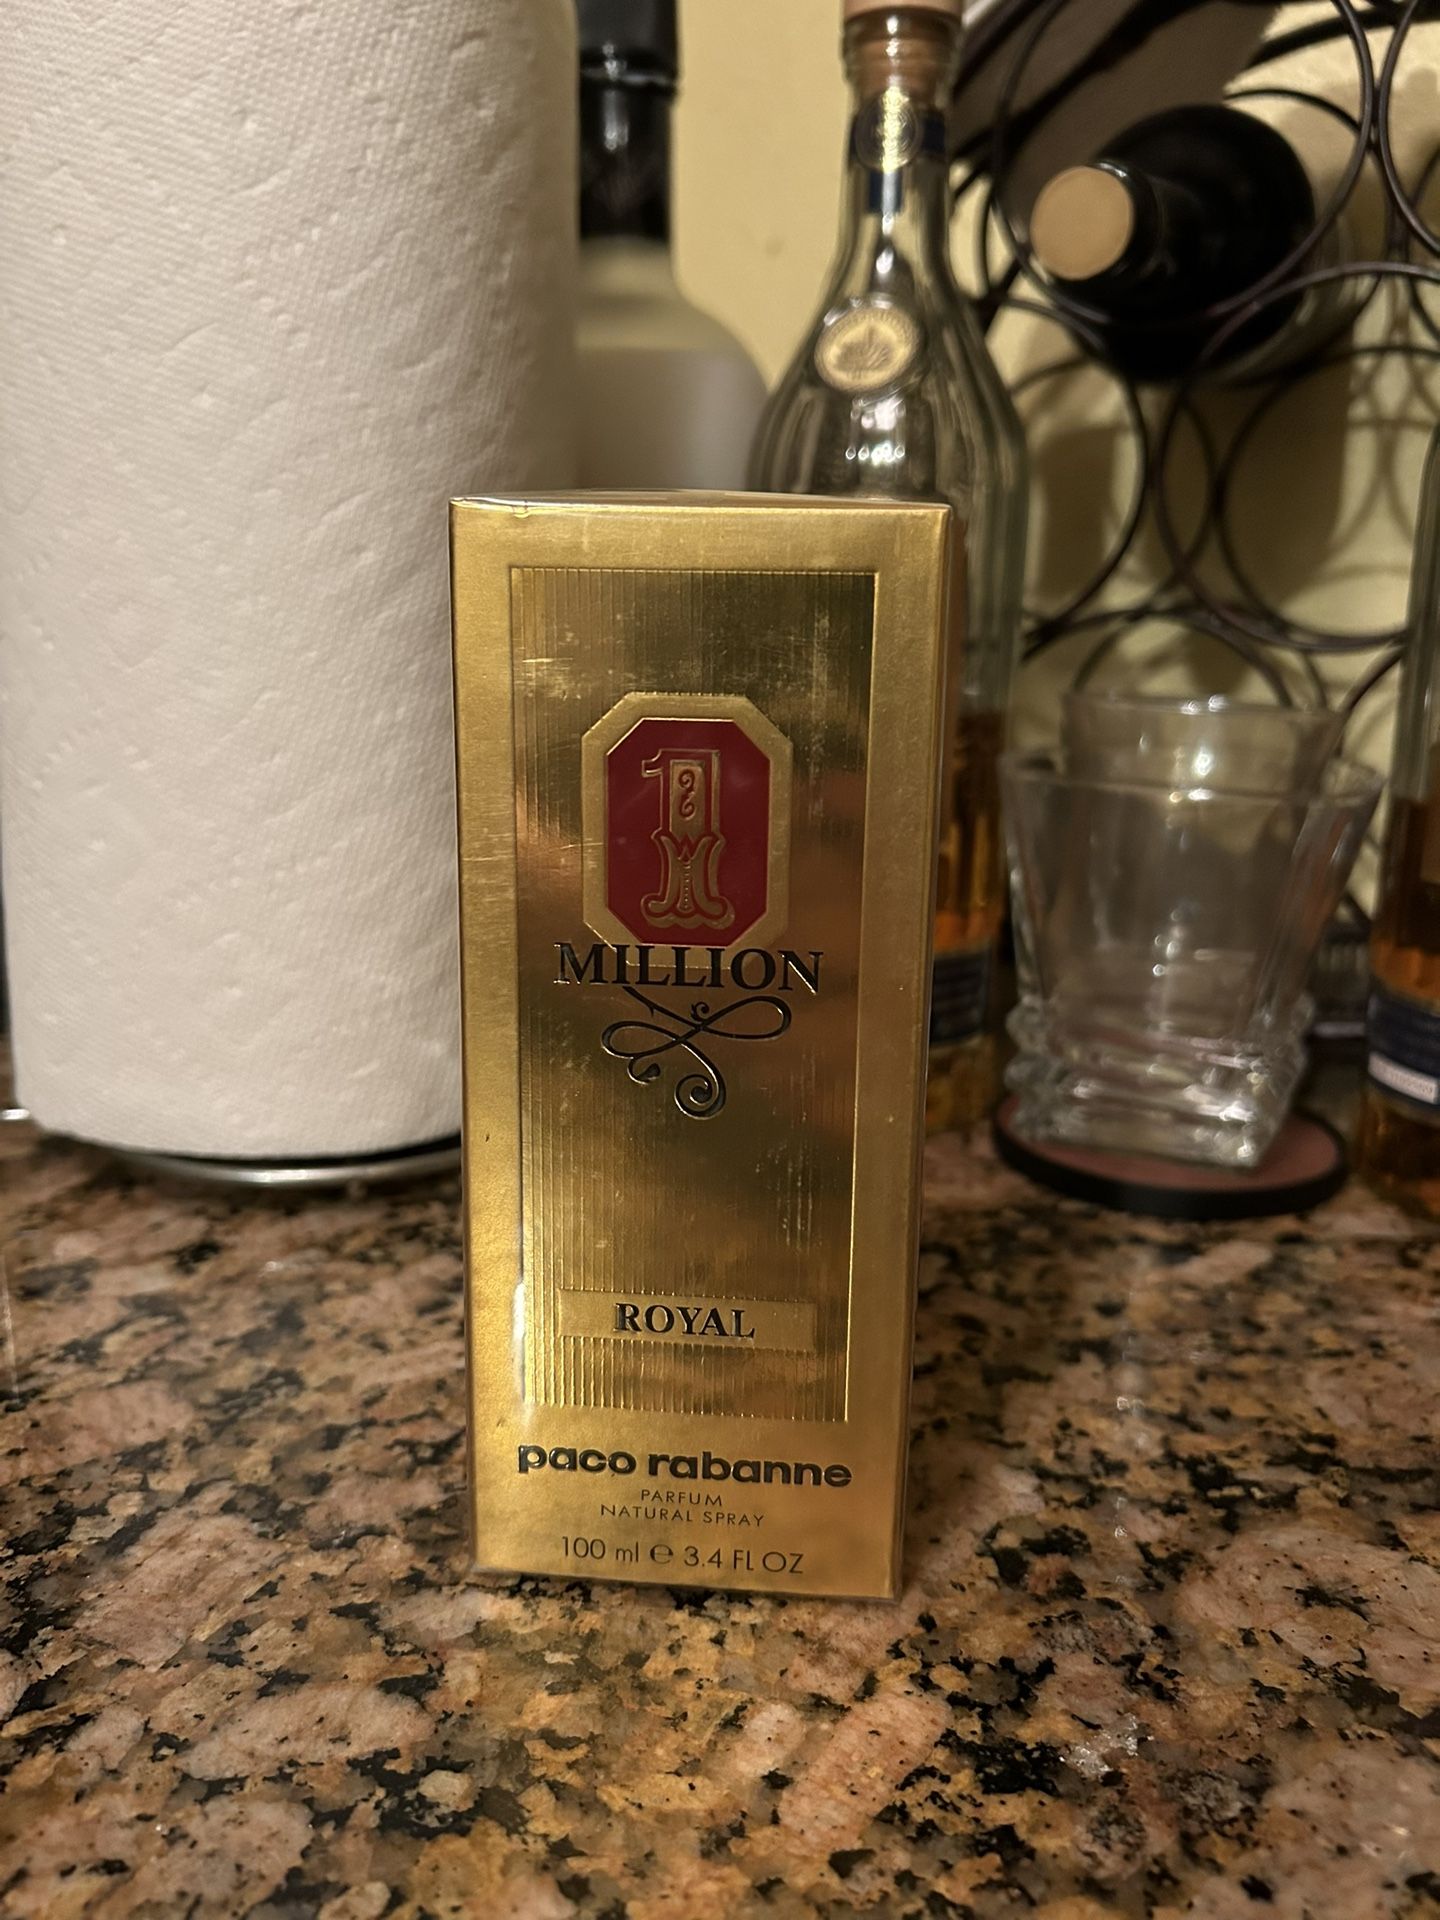 1
MILLION
ROYAL
paco rabanne
PARFUM
NATURAL SPRAY
100 ml ℮ 3.4 FL OZ